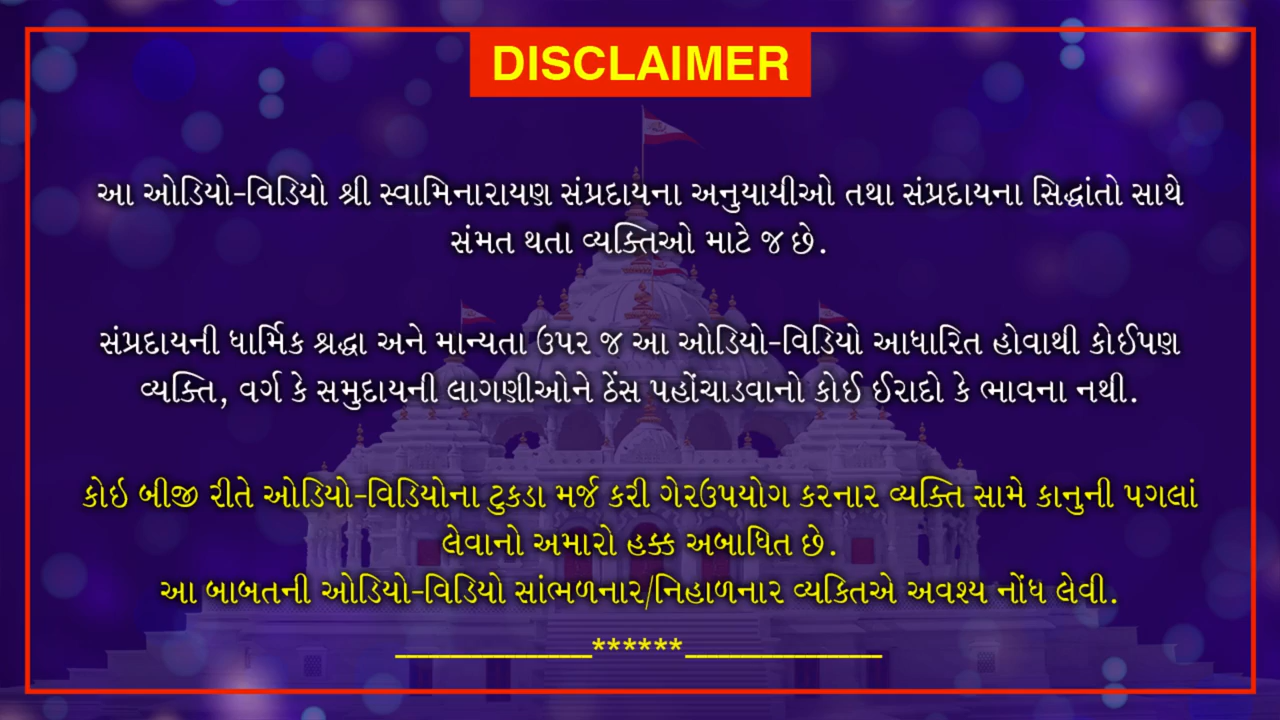 DISCLAIMER
આ ઓડિયો-વિડિયો શ્રી સ્વામિનારાયણ સંપ્રદાયના અનુયાયીઓ તથા સંપ્રદાયના સિદ્ધાંતો સાથે
સંમત થતા વ્યક્તિઓ માટે જ છે.
સંપ્રદાયની ધાર્મિક શ્રદ્ધા અને માન્યતા ઉપર જ આ ઓડિયો-વિડિયો આધારિત હોવાથી કોઈપણ
વ્યક્તિ, વર્ગ કે સમુદાયની લાગણીઓને ઠેંસ પહોંચાડવાનો કોઈ ઈરાદો કે ભાવના નથી.
કોઇ બીજી રીતે ઓડિયો-વિડિયોના ટુકડા મર્જ કરી ગેરઉપયોગ કરનાર વ્યક્તિ સામે કાનુની પગલાં
લેવાનો અમારો હક્ક અબાધિત છે.
આ બાબતની ઓડિયો-વિડિયો સાંભળનાર/નિહાળનાર વ્યકિતએ અવશ્ય નોંધ લેવી.
________________******________________